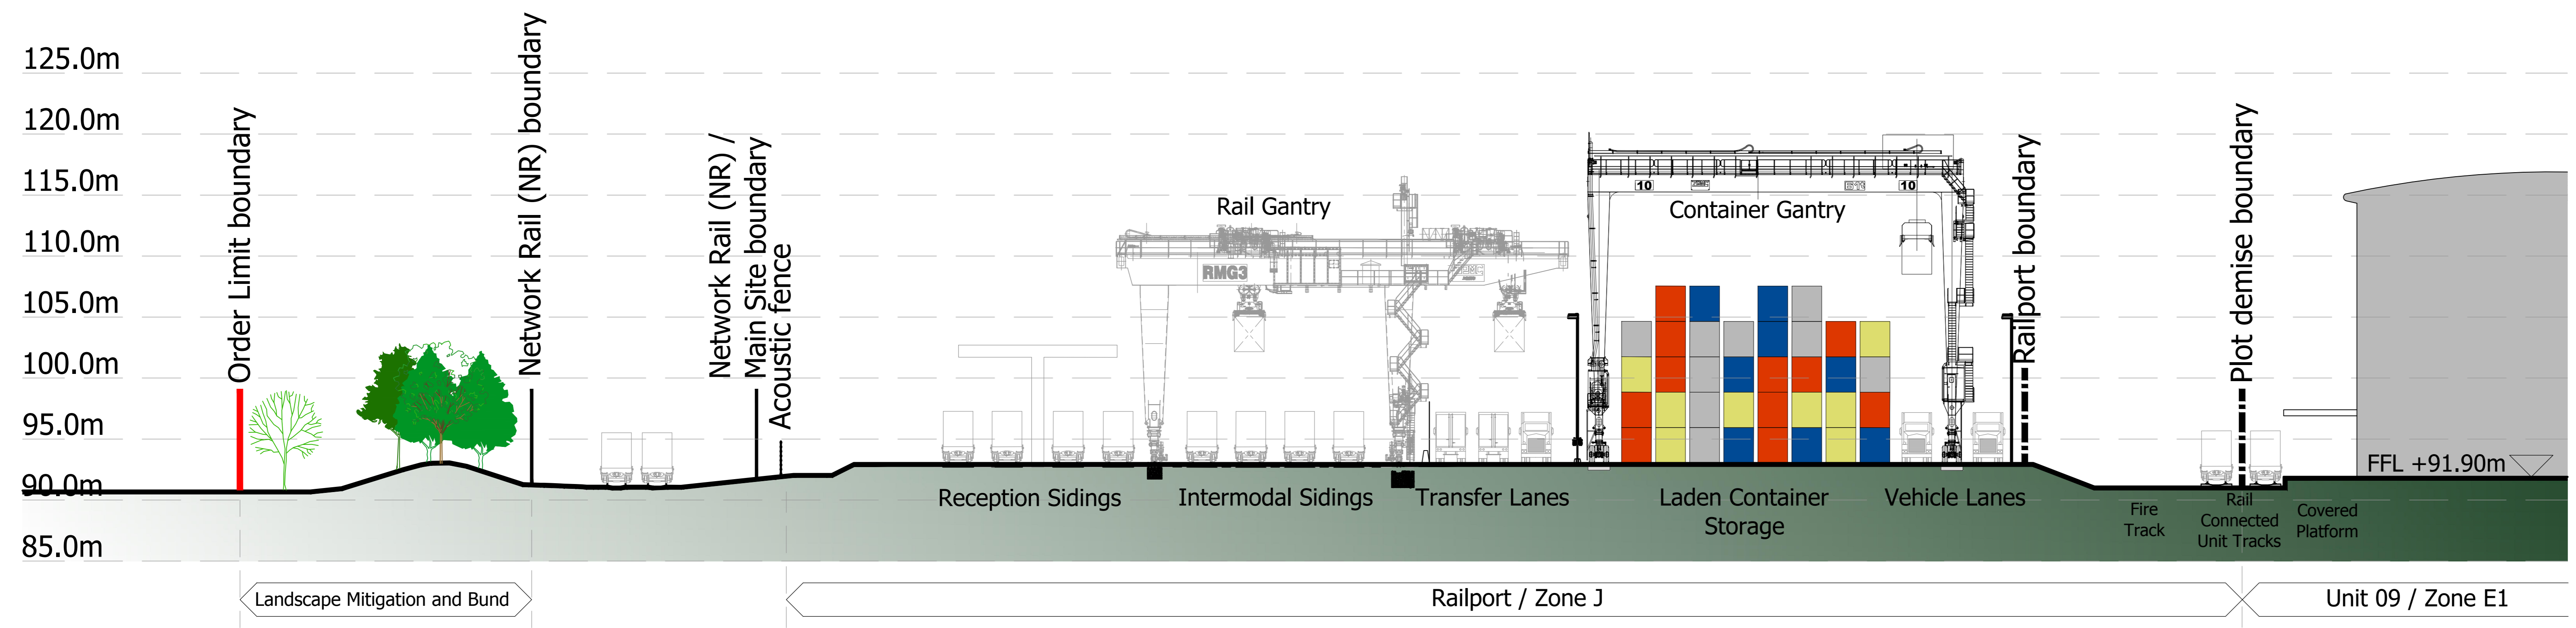 125.0m
120.0m
115.0m
110.0m
105.0m
100.0m
95.0m
90.0m
85.0m
Order Limit boundary
Network Rail (NR) boundary
Network Rail (NR) /
Main Site boundary
Acoustic fence
Rail Gantry
RMG3
Container Gantry
10
10
Railport boundary
Plot demise boundary
FFL +91.90m
Reception Sidings
Intermodal Sidings
Transfer Lanes
Laden Container
Storage
Vehicle Lanes
Fire
Track
Rail
Connected
Unit Tracks
Covered
Platform
Landscape Mitigation and Bund
Railport / Zone J
Unit 09 / Zone E1